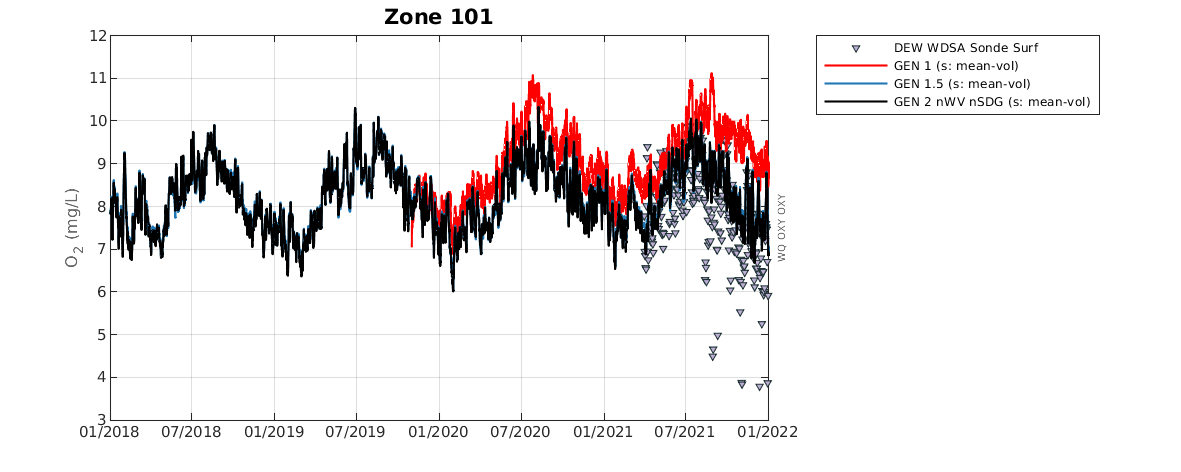 Zone 101
DEW WDSA Sonde Surf
GEN 1 (s: mean-vol)
GEN 1.5 (s: mean-vol)
GEN 2 nWV nSDG (s: mean-vol)
O2 (mg/L)
12
11
10
9
8
7
6
5
4
3
WQ OXY OXY
01/2018 07/2018 01/2019 07/2019 01/2020 07/2020 01/2021 07/2021 01/2022